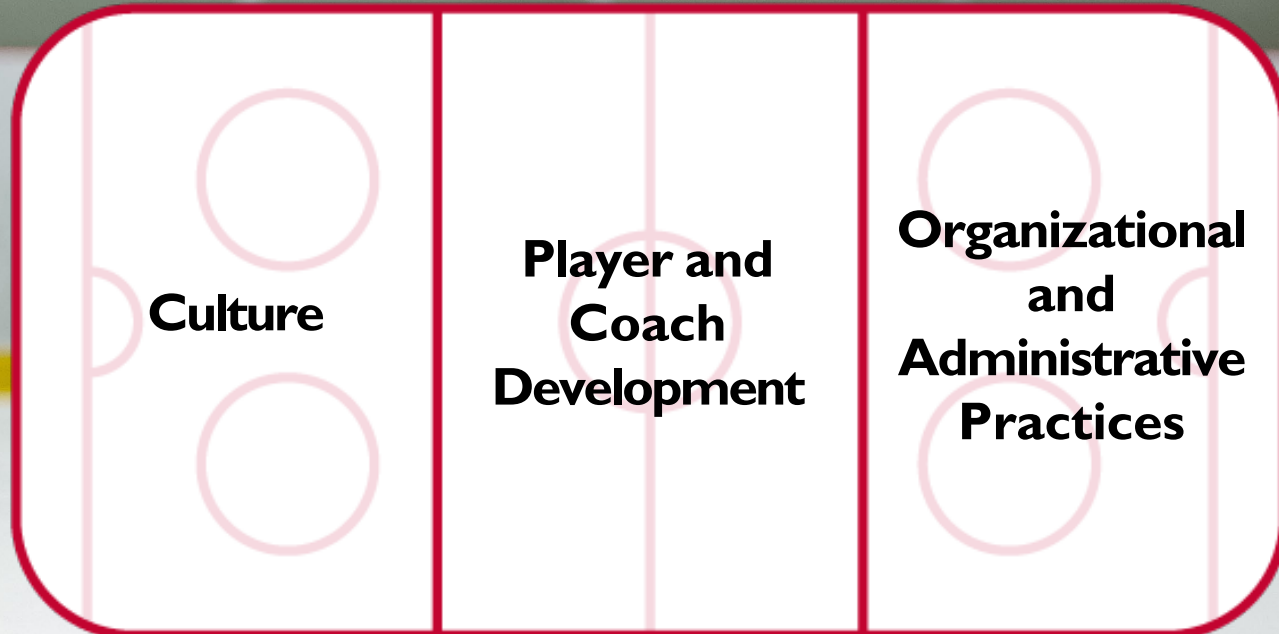 Culture
Player and
Coach
Development
Organizational
and
Administrative
Practices